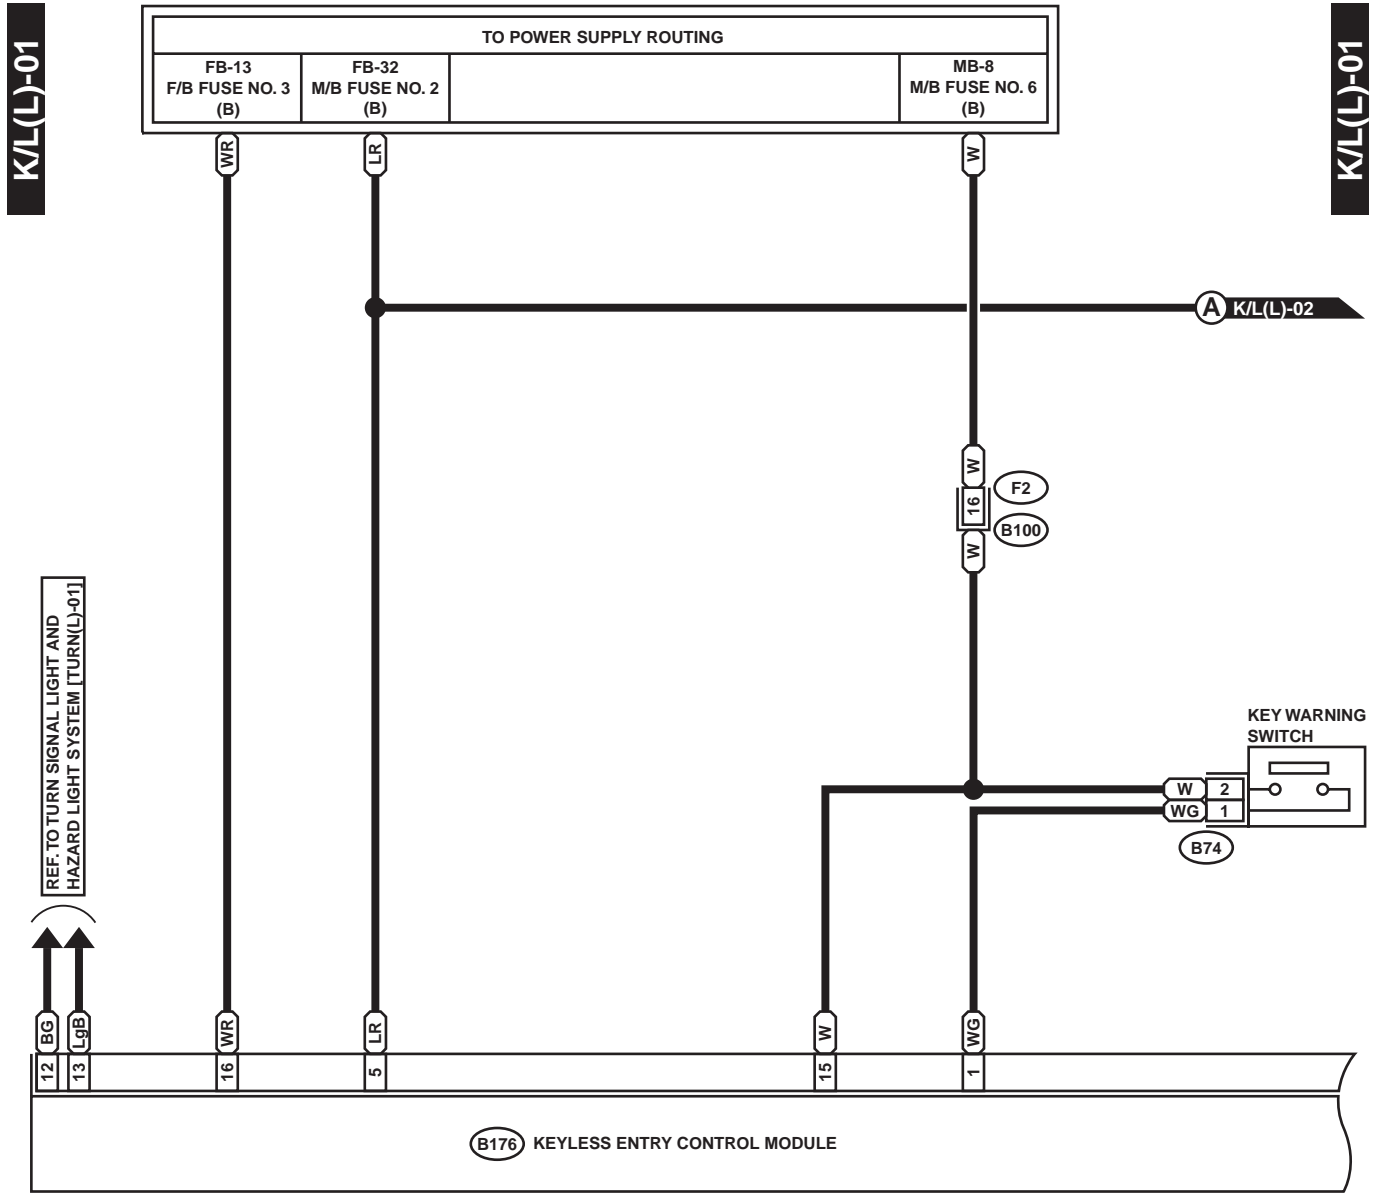 K/L(L)-01
K/L(L)-01
TO POWER SUPPLY ROUTING
FB-13
F/B FUSE NO. 3
(B)
FB-32
M/B FUSE NO. 2
(B)
MB-8
M/B FUSE NO. 6
(B)
WR
LR
W
A
K/L(L)-02
W
16
F2
B100
W
REF. TO TURN SIGNAL LIGHT AND
HAZARD LIGHT SYSTEM [TURN(L)-01]
KEY WARNING
SWITCH
W
2
WG
1
B74
BG
LgB
WR
LR
W
WG
12
13
16
5
15
1
B176
KEYLESS ENTRY CONTROL MODULE